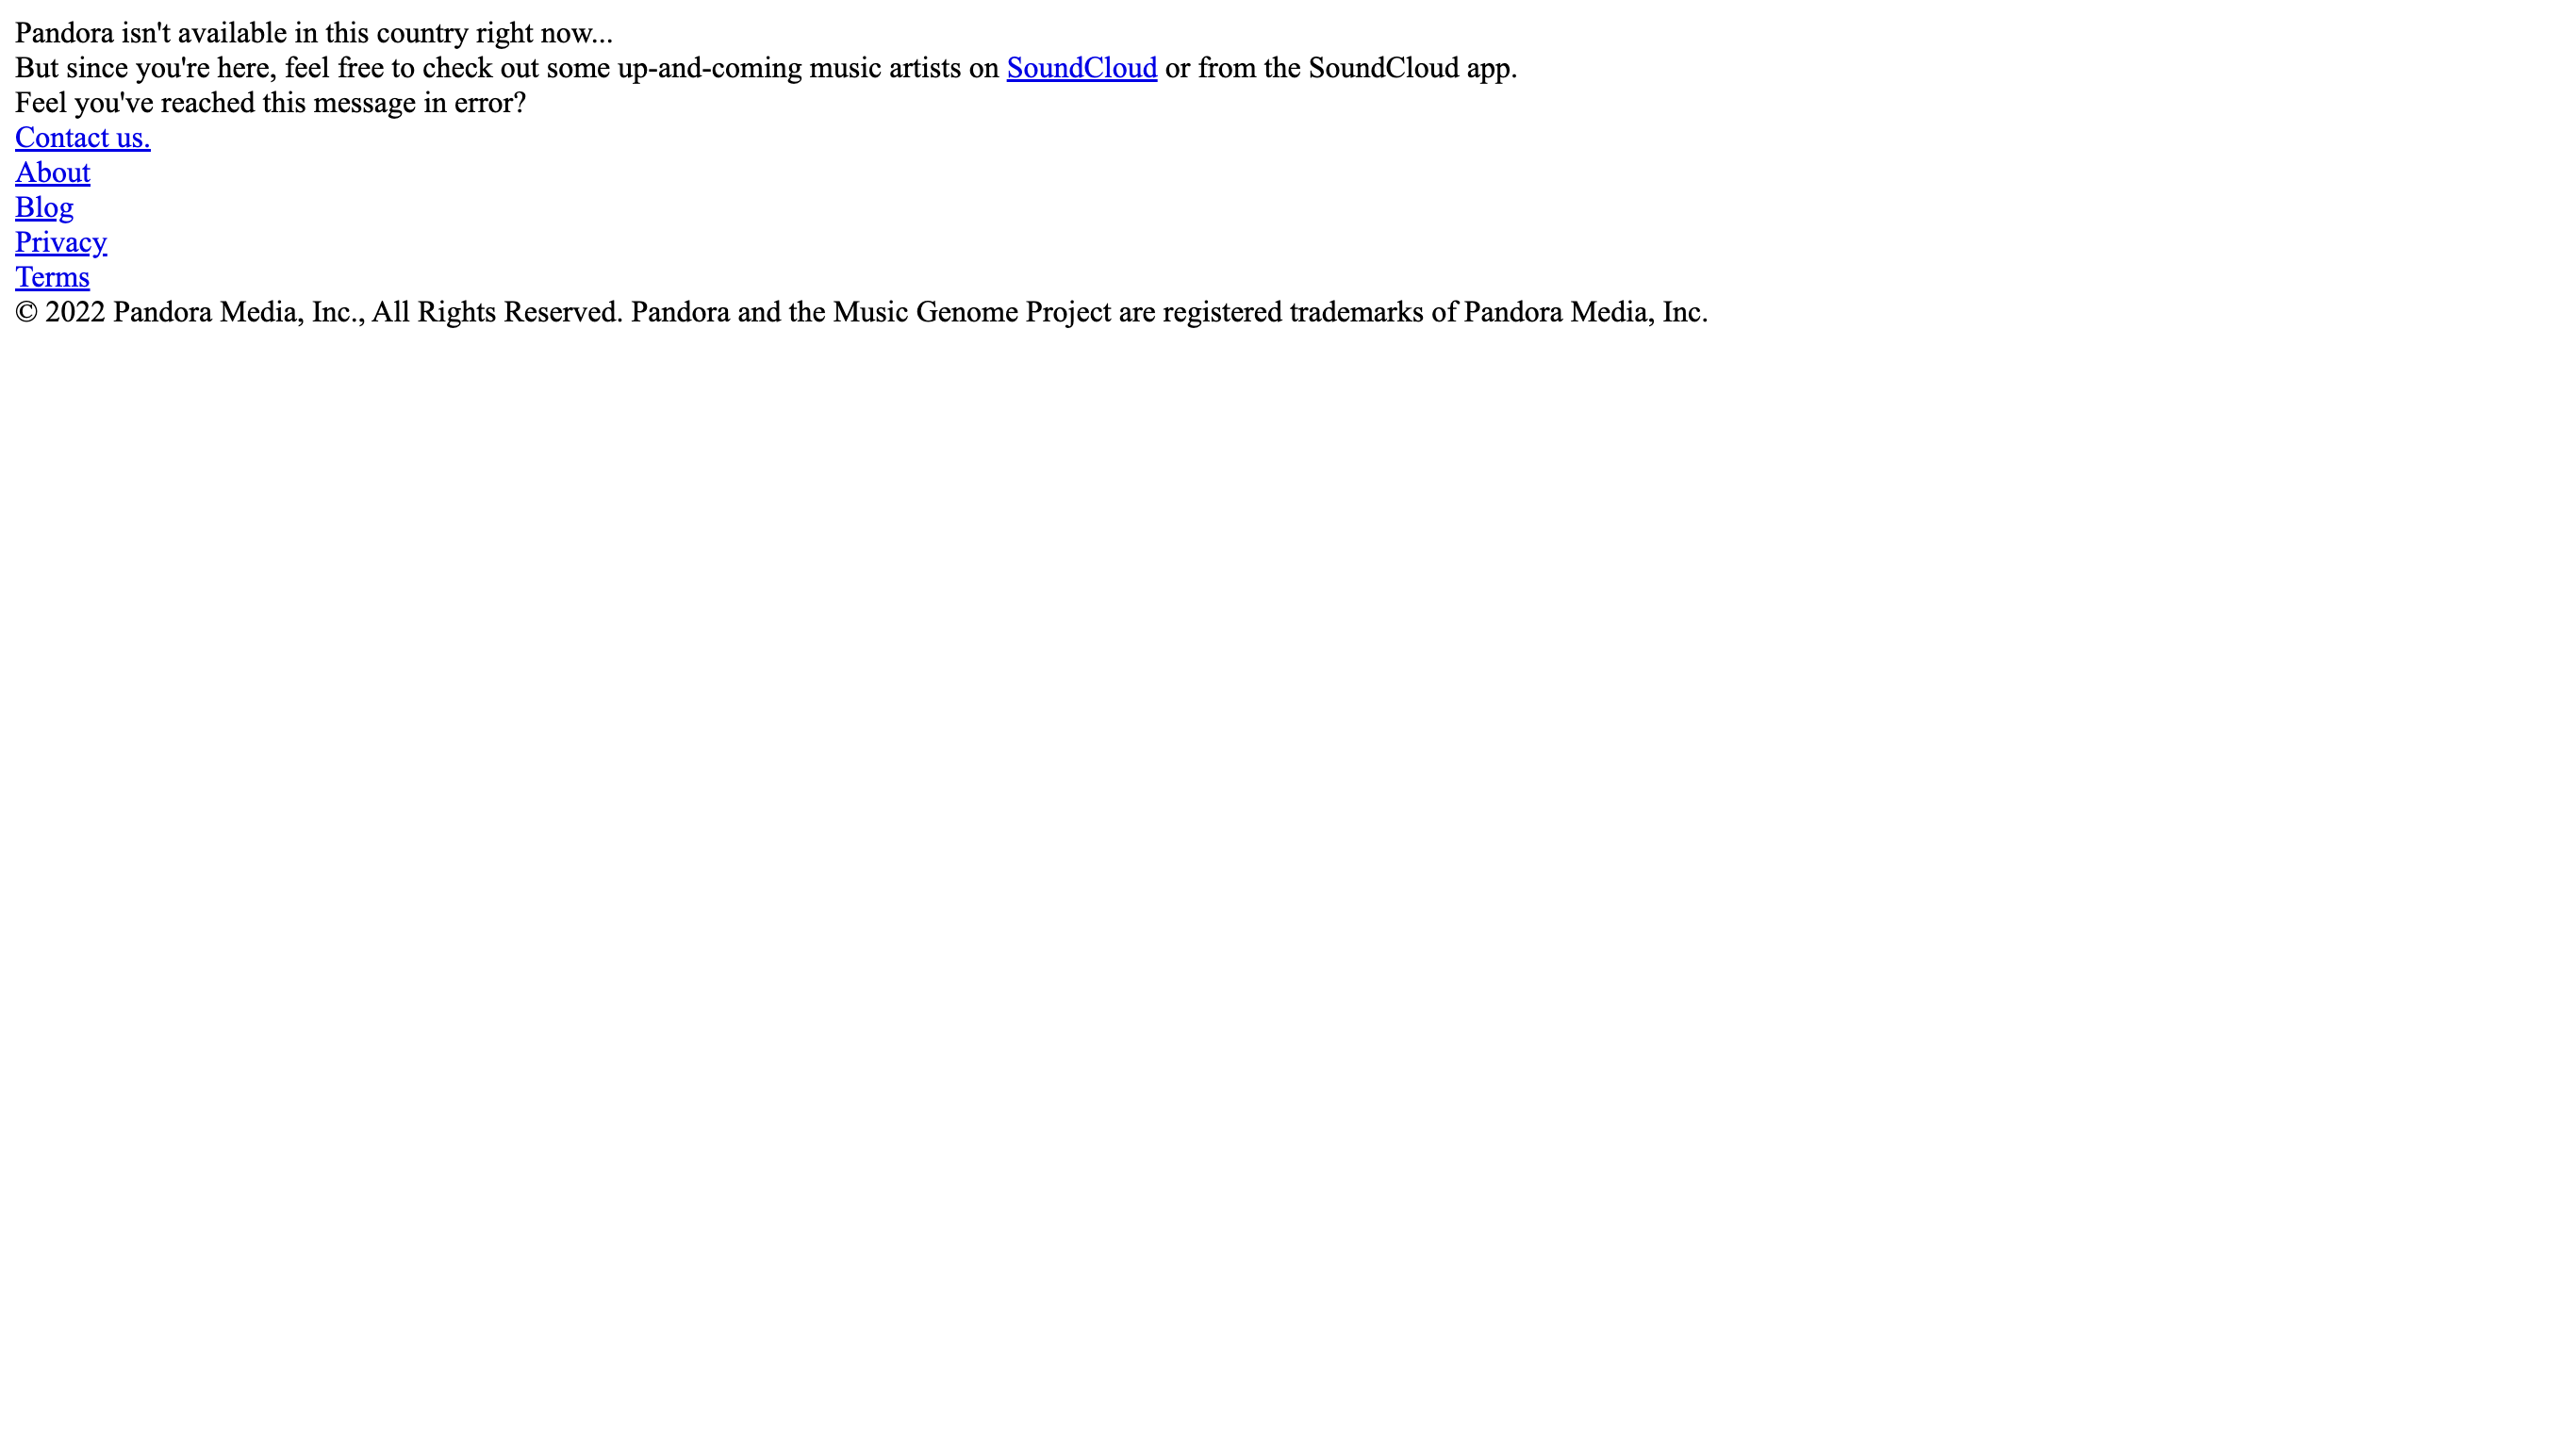 Pandora isn't available in this country right now...
But since you're here, feel free to check out some up-and-coming music artists on SoundCloud or from the SoundCloud app.
Feel you've reached this message in error?
Contact us.
About
Blog
Privacy
Terms
© 2022 Pandora Media, Inc., All Rights Reserved. Pandora and the Music Genome Project are registered trademarks of Pandora Media, Inc.